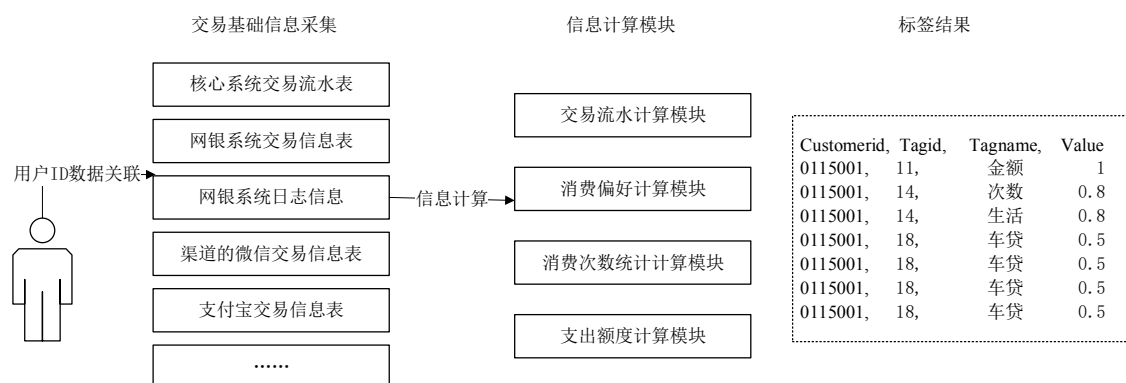 交易基础信息采集
信息计算模块
标签结果
用户ID数据关联
核心系统交易流水表
网银系统交易信息表
网银系统日志信息
渠道的微信交易信息表
支付宝交易信息表
……
信息计算
交易流水计算模块
消费偏好计算模块
消费次数统计计算模块
支出额度计算模块
Customerid, Tagid, Tagname, Value
0115001, 11, 金额 1
0115001, 14, 次数 0.8
0115001, 14, 生活 0.8
0115001, 18, 车贷 0.5
0115001, 18, 车贷 0.5
0115001, 18, 车贷 0.5
0115001, 18, 车贷 0.5